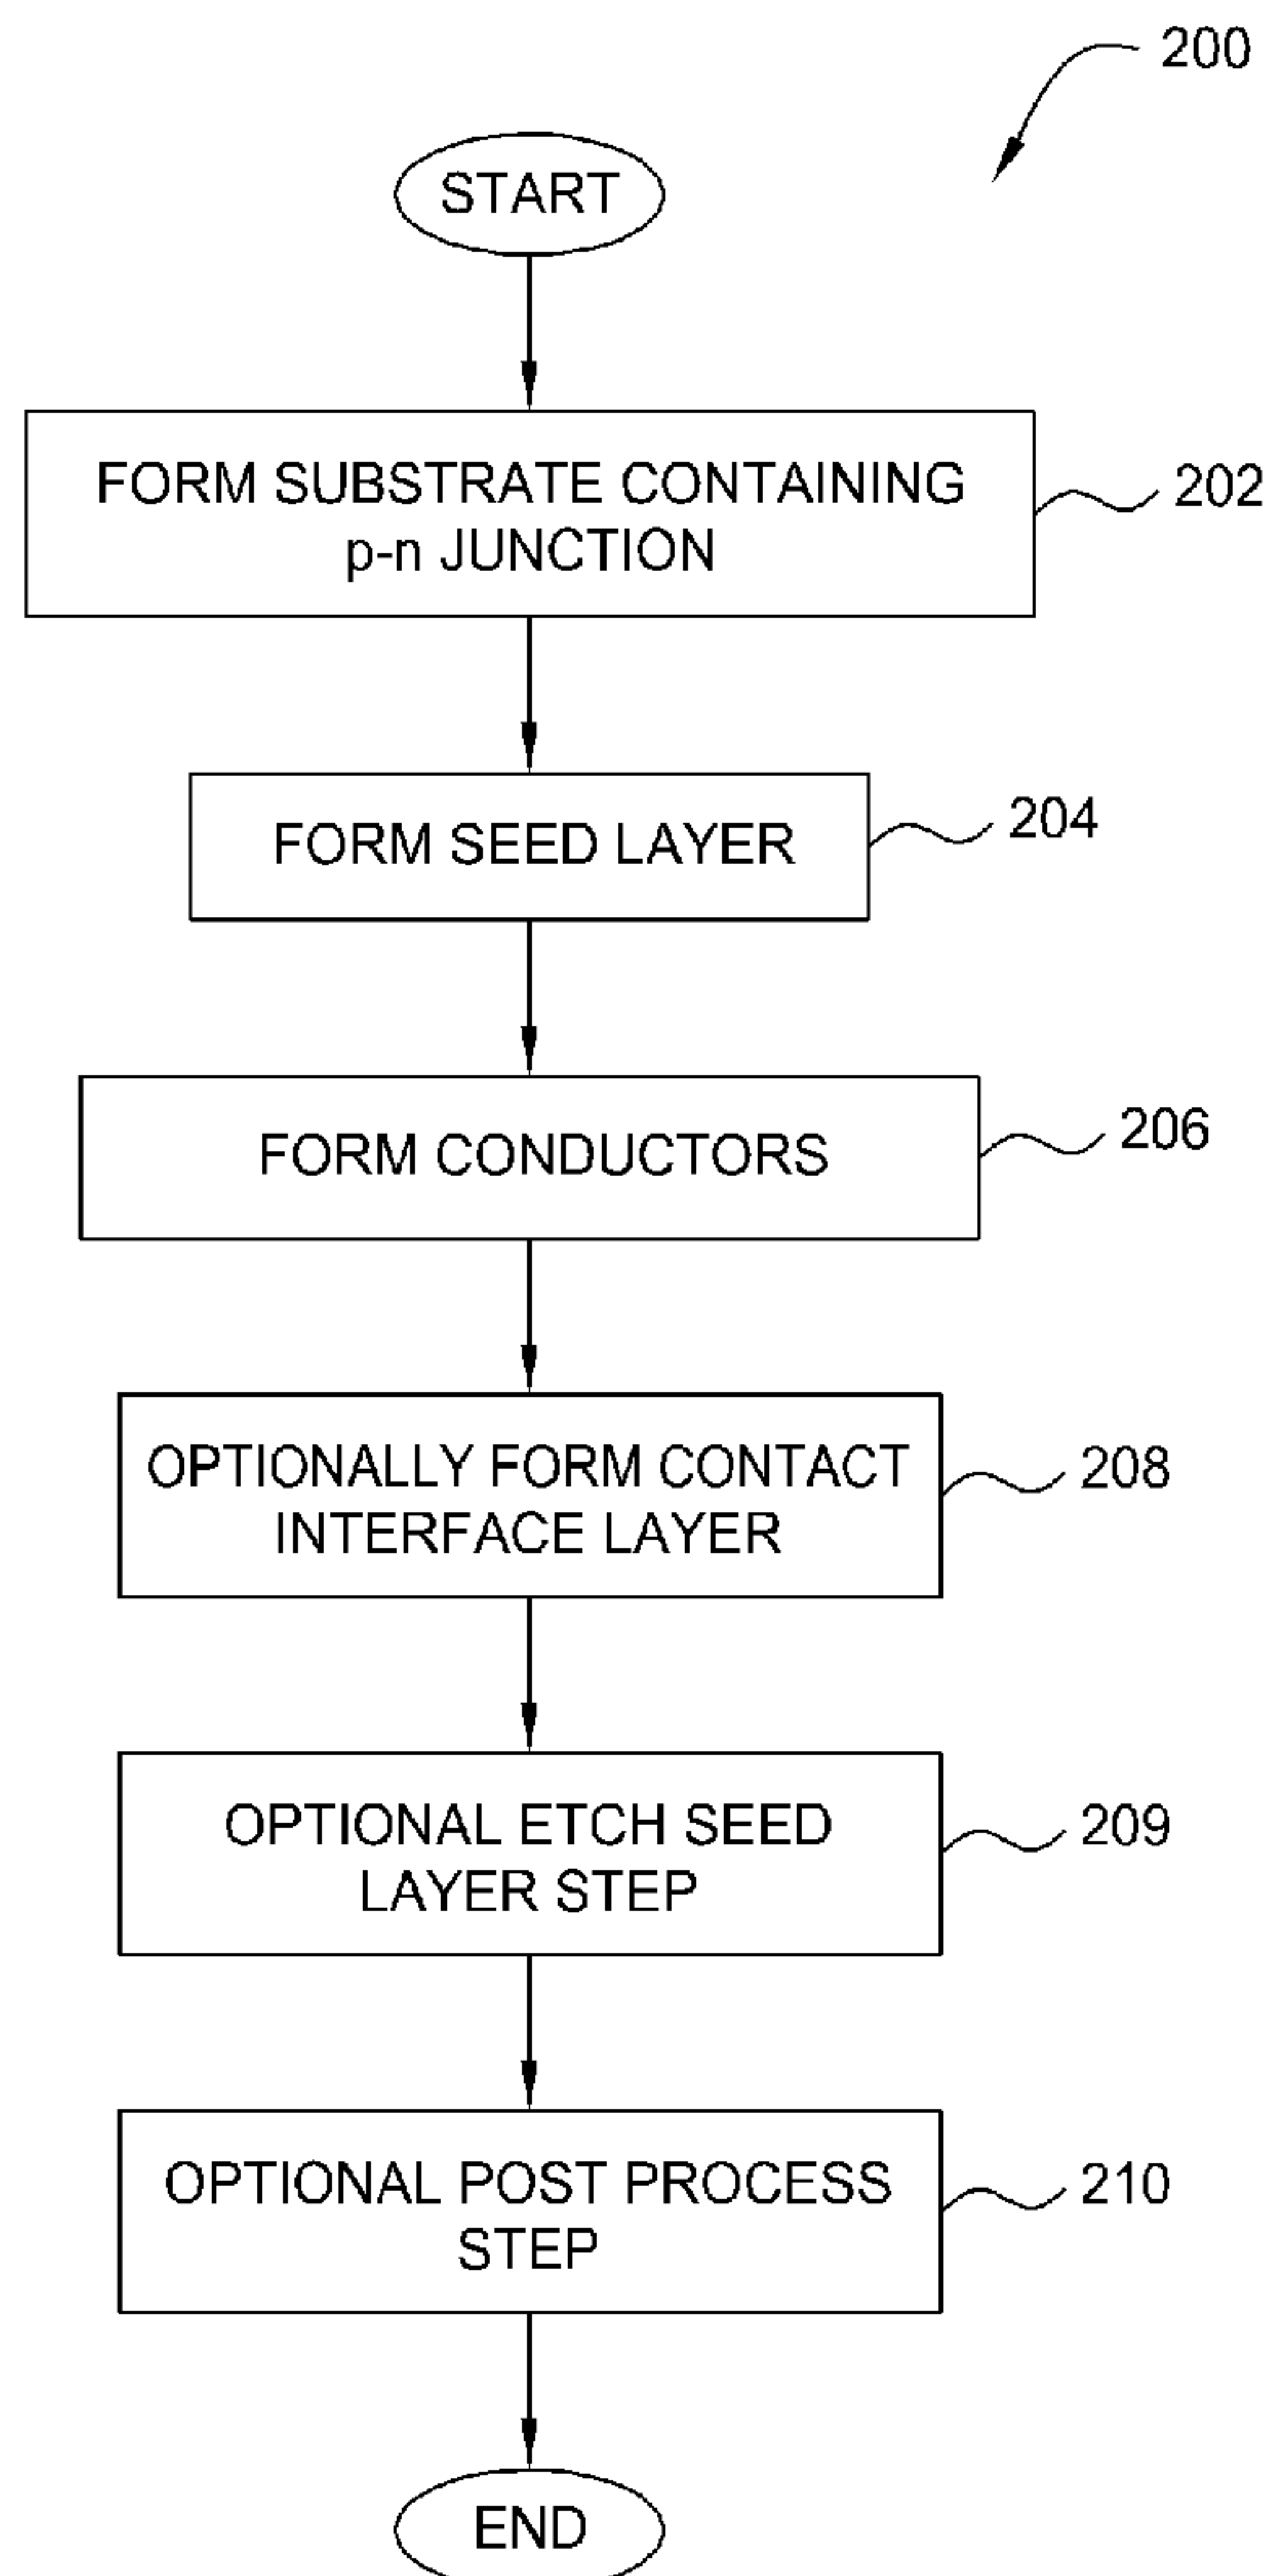 200
START
FORM SUBSTRATE CONTAINING
p-n JUNCTION
202
FORM SEED LAYER
204
FORM CONDUCTORS
206
OPTIONALLY FORM CONTACT
INTERFACE LAYER
208
OPTIONAL ETCH SEED
LAYER STEP
209
OPTIONAL POST PROCESS
STEP
210
END